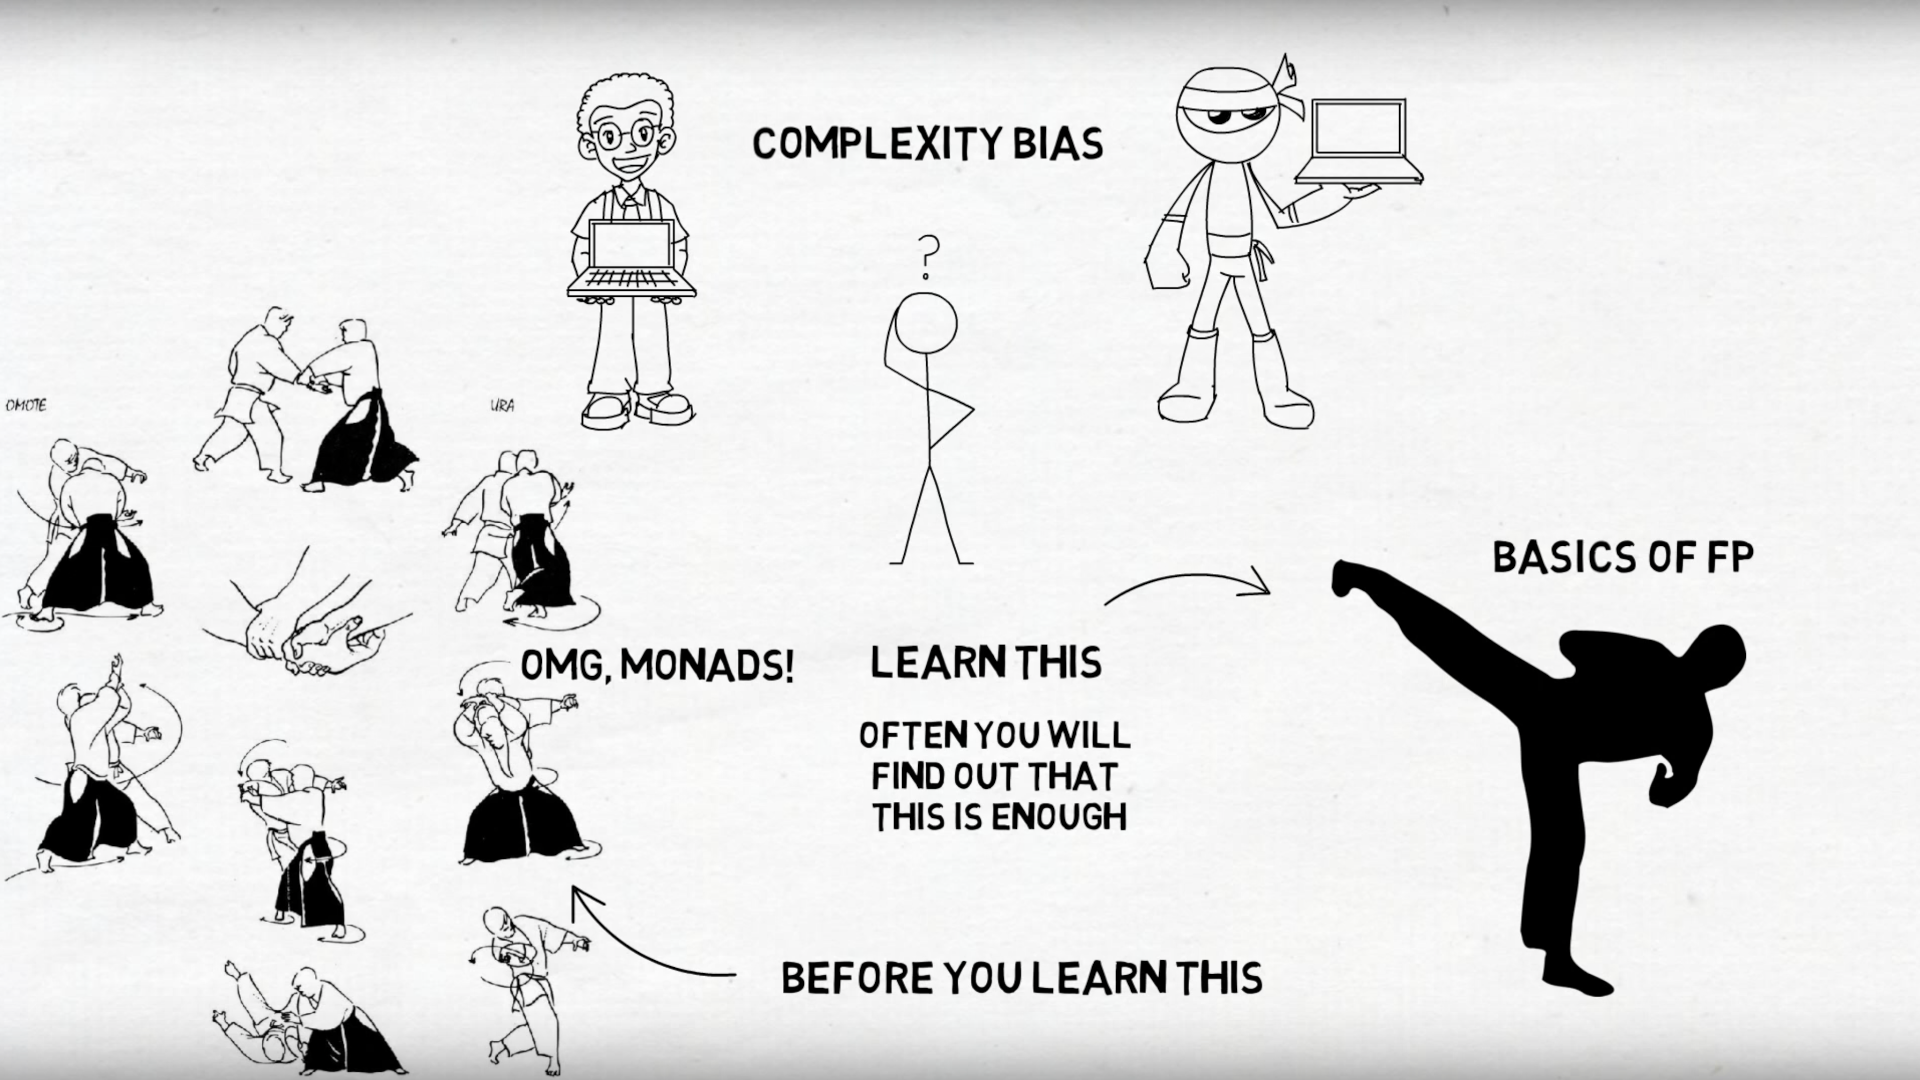 COMPLEXITY BIAS
?
OMOTE
URA
BASICS OF FP
OMG, MONADS!
LEARN THIS
OFTEN YOU WILL
FIND OUT THAT
THIS IS ENOUGH
BEFORE YOU LEARN THIS